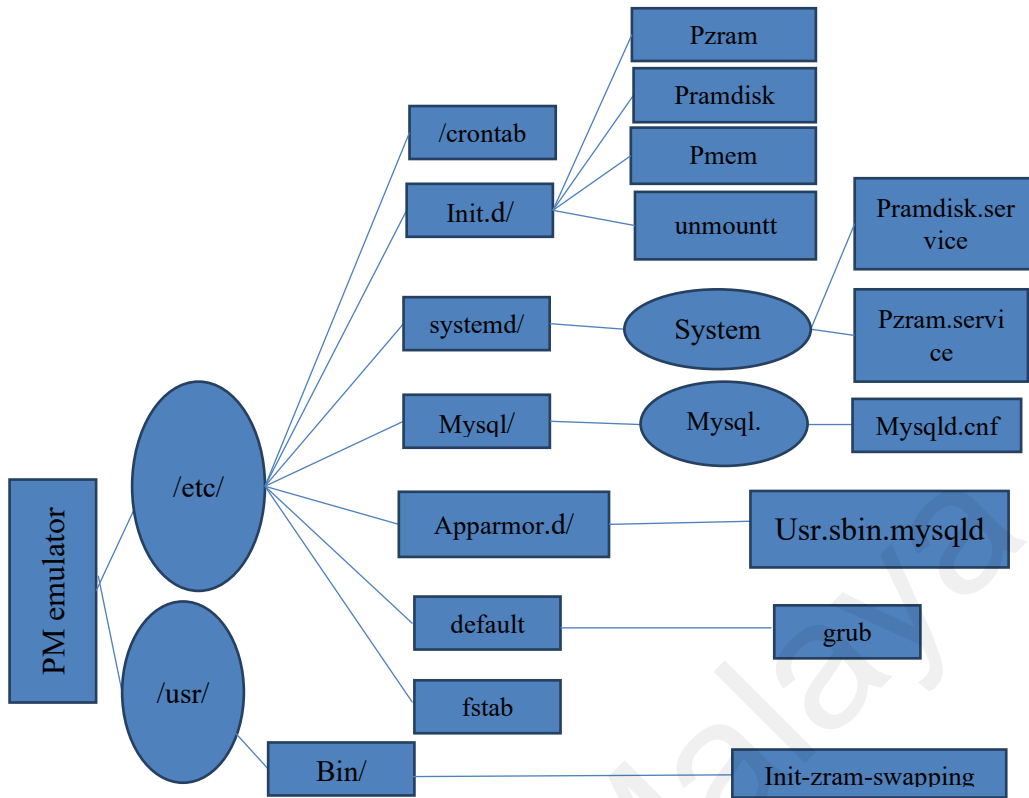 Pzram
Pramdisk
/crontab
Pmem
Init.d/
unmountt
Pramdisk.ser
vice
systemd/
System
Pzram.servi
ce
Mysql/
Mysql.
Mysqld.cnf
/etc/
Apparmor.d/
Usr.sbin.mysqld
PM emulator
default
grub
/usr/
fstab
Bin/
Init-zram-swapping
Malaya